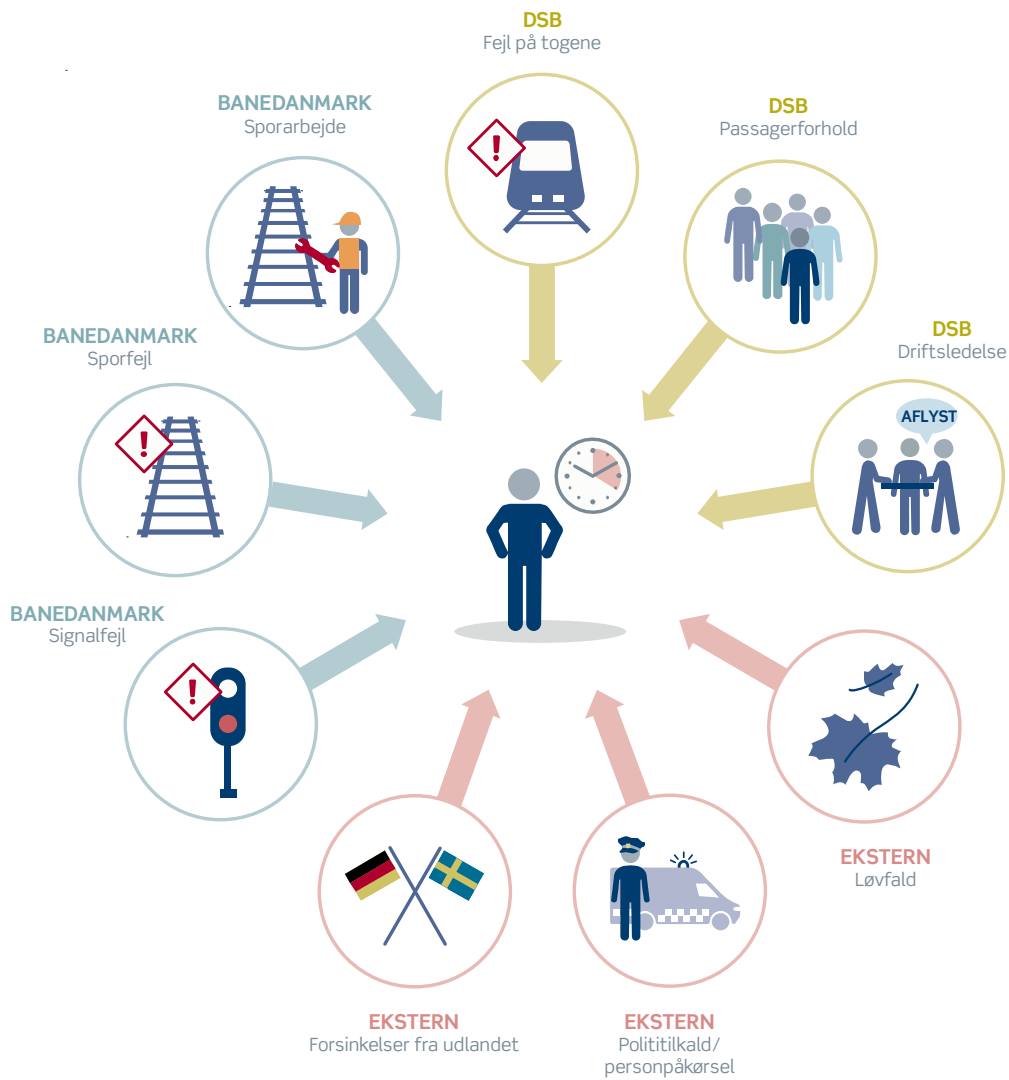 DSB
Fejl på togene
BANEDANMARK
Sporarbejde
DSB
Passagerforhold
BANEDANMARK
Sporfejl
DSB
Driftsledelse
AFLYST
BANEDANMARK
Signalfejl
EKSTERN
Løvfald
EKSTERN
Forsinkelser fra udlandet
EKSTERN
Polititilkald/
personpåkørsel